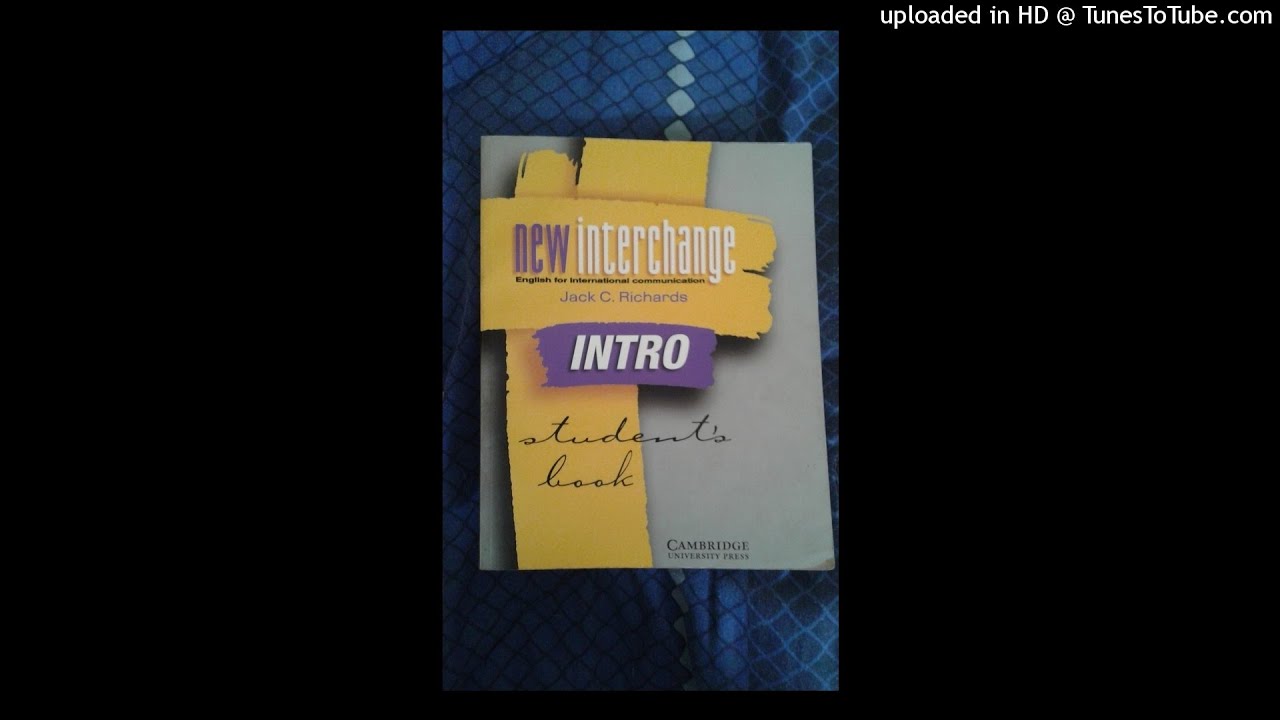 uploaded in HD @ TunesToTube.com
new interchange
English for international communication
Jack C. Richards
INTRO
student's
book
CAMBRIDGE
UNIVERSITY PRESS